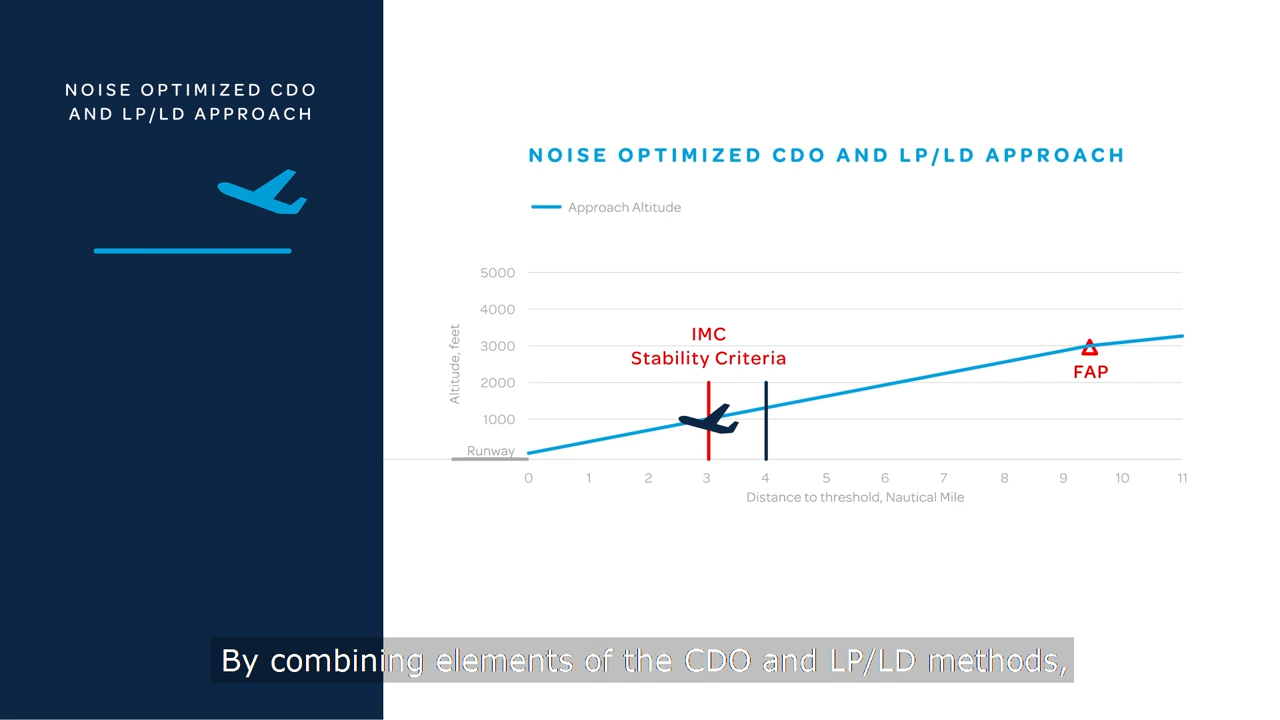 NOISE OPTIMIZED CDO
AND LP/LD APPROACH
NOISE OPTIMIZED CDO AND LP/LD APPROACH
Approach Altitude
Altitude, feet
5000
4000
3000
2000
1000
Runway
IMC
Stability Criteria
FAP
0 1 2 3 4 5 6 7 8 9 10 11
Distance to threshold, Nautical Mile
By combining elements of the CDO and LP/LD methods,